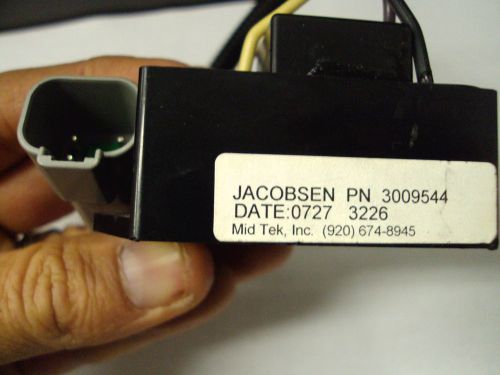 JACOBSEN PN 3009544
DATE:0727 3226
Mid Tek, Inc. (920) 674-8945